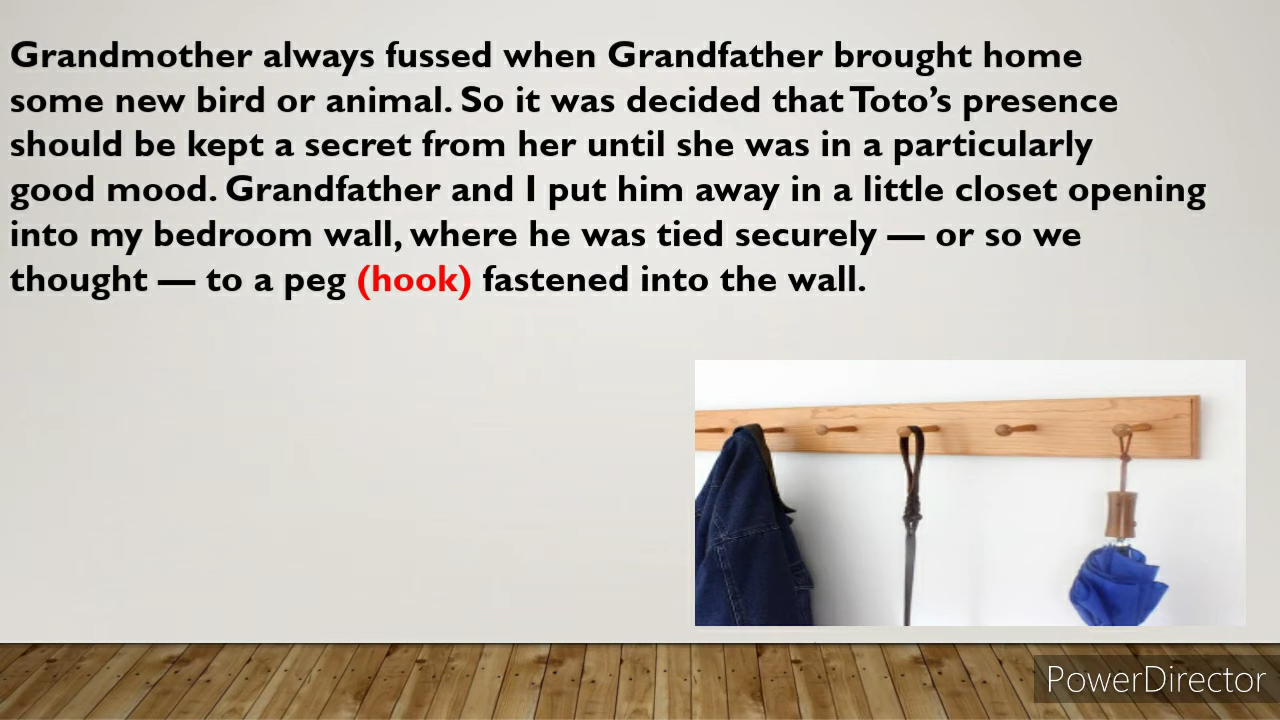 Grandmother always fussed when Grandfather brought home
some new bird or animal. So it was decided that Toto’s presence
should be kept a secret from her until she was in a particularly
good mood. Grandfather and I put him away in a little closet opening
into my bedroom wall, where he was tied securely — or so we
thought — to a peg (hook) fastened into the wall.
PowerDirector